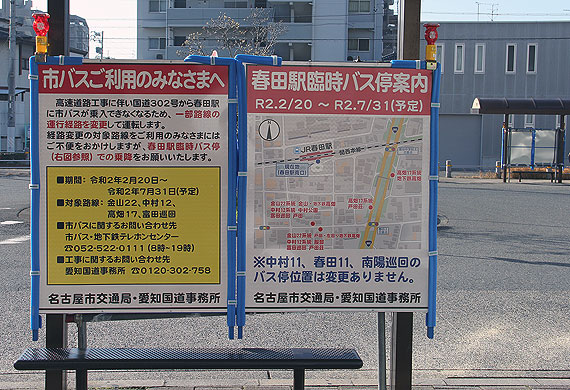 市バスご利用のみなさまへ
高速道路工事に伴い国道302号から春田駅
に市バスが乗入できなくなるため、一部路線の
運行経路を変更して運行します。
経路変更の対象路線をご利用のみなさまには
ご不便をおかけしますが、春田駅臨時バス停
(右図参照)での乗降をお願いいたします。
■期間: 令和2年2月20日~
令和2年7月31日(予定)
■対象路線: 金山22、中村12、
高畑17、富田巡回
■市バスに関するお問い合わせ先
市バス・地下鉄テレホンセンター
☎052-522-0111(8時~19時)
■工事に関するお問い合わせ先
愛知国道事務所 ☎0120-302-758
名古屋市交通局・愛知国道事務所
春田駅臨時バス停案内
R2.2/20 ~ R2.7/31(予定)
JR春田駅
関西本線
※中村11、春田11、南陽巡回の
バス停位置は変更ありません。
名古屋市交通局・愛知国道事務所